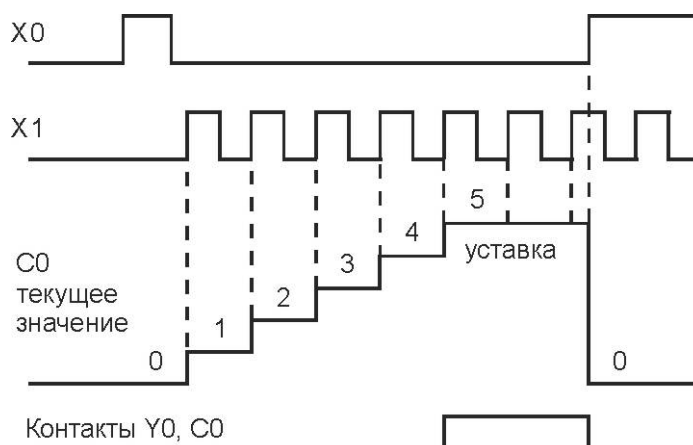 X0
X1
5
4
уставка
3
C0
текущее
значение
2
1
0
0
Контакты Y0, C0